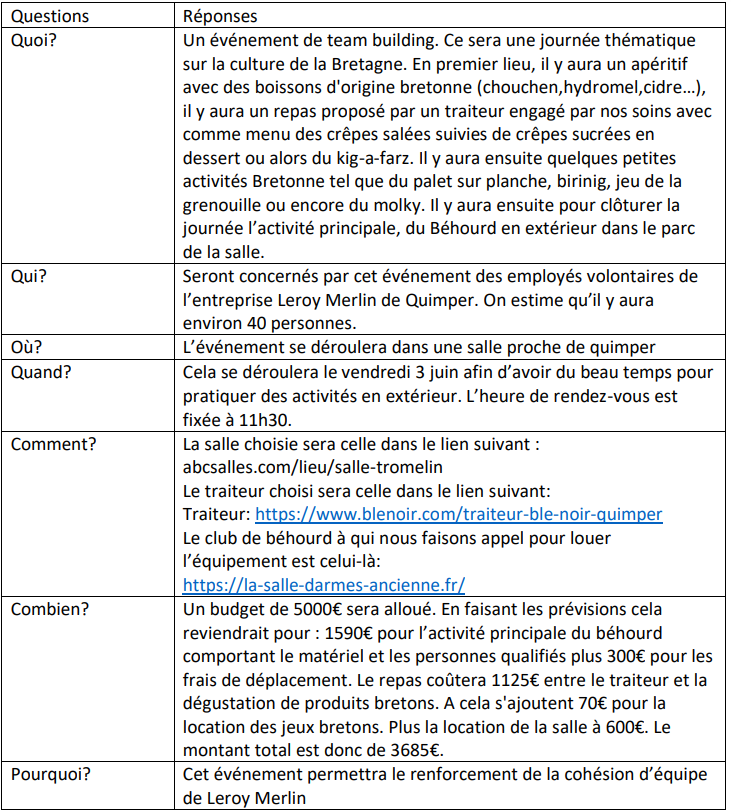 Questions Réponses
Quoi? Un événement de team building. Ce sera une journée thématique
sur la culture de la Bretagne. En premier lieu, il y aura un apéritif
avec des boissons d'origine bretonne (chouchen,hydromel,cidre…),
il y aura un repas proposé par un traiteur engagé par nos soins avec
comme menu des crêpes salées suivies de crêpes sucrées en
dessert ou alors du kig-a-farz. Il y aura ensuite quelques petites
activités Bretonne tel que du palet sur planche, birinig, jeu de la
grenouille ou encore du molky. Il y aura ensuite pour clôturer la
journée l’activité principale, du Béhourd en extérieur dans le parc
de la salle.
Qui? Seront concernés par cet événement des employés volontaires de
l’entreprise Leroy Merlin de Quimper. On estime qu’il y aura
environ 40 personnes.
Où? L’événement se déroulera dans une salle proche de quimper
Quand? Cela se déroulera le vendredi 3 juin afin d’avoir du beau temps pour
pratiquer des activités en extérieur. L’heure de rendez-vous est
fixée à 11h30.
Comment? La salle choisie sera celle dans le lien suivant :
abcsalles.com/lieu/salle-tromelin
Le traiteur choisi sera celle dans le lien suivant:
Traiteur: https://www.blenoir.com/traiteur-ble-noir-quimper
Le club de béhourd à qui nous faisons appel pour louer
l’équipement est celui-là:
https://la-salle-darmes-ancienne.fr/
Combien? Un budget de 5000€ sera alloué. En faisant les prévisions cela
reviendrait pour : 1590€ pour l’activité principale du béhourd
comportant le matériel et les personnes qualifiés plus 300€ pour les
frais de déplacement. Le repas coûtera 1125€ entre le traiteur et la
dégustation de produits bretons. A cela s'ajoutent 70€ pour la
location des jeux bretons. Plus la location de la salle à 600€. Le
montant total est donc de 3685€.
Pourquoi? Cet événement permettra le renforcement de la cohésion d’équipe
de Leroy Merlin